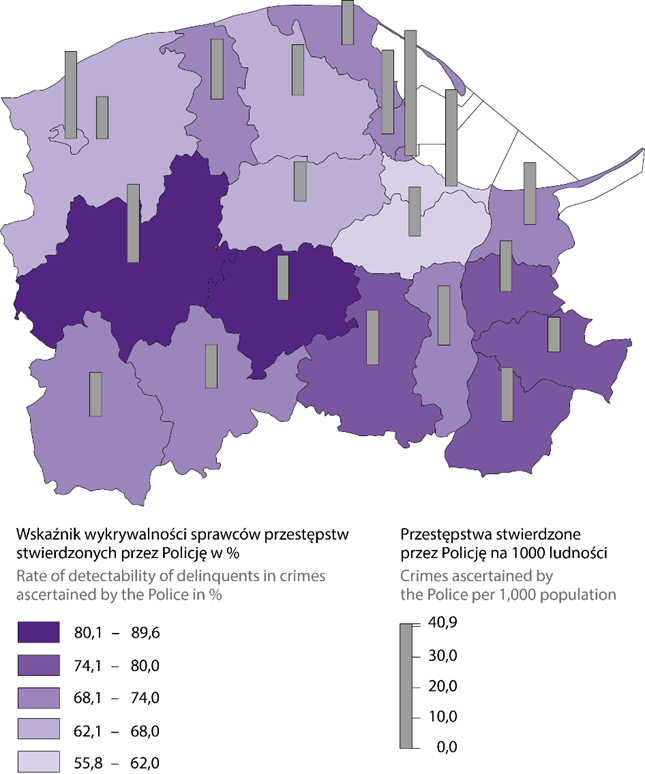 Wskaźnik wykrywalności sprawców przestępstw
stwierdzonych przez Policję w %
Rate of detectability of delinquents in crimes
ascertained by the Police in %
80,1 – 89,6
74,1 – 80,0
68,1 – 74,0
62,1 – 68,0
55,8 – 62,0
Przestępstwa stwierdzone
przez Policję na 1000 ludności
Crimes ascertained by
the Police per 1,000 population
40,9
30,0
20,0
10,0
0,0